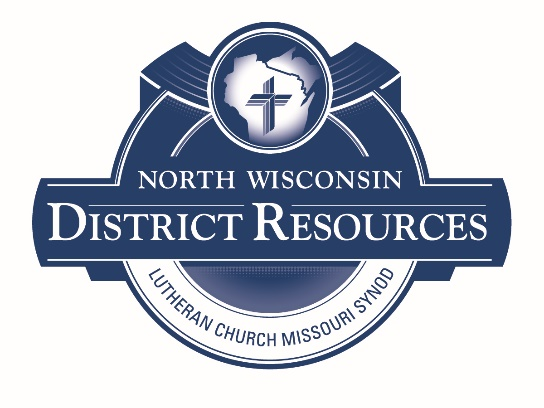 NORTH WISCONSIN
DISTRICT RESOURCES
LUTHERAN CHURCH MISSOURI SYNOD